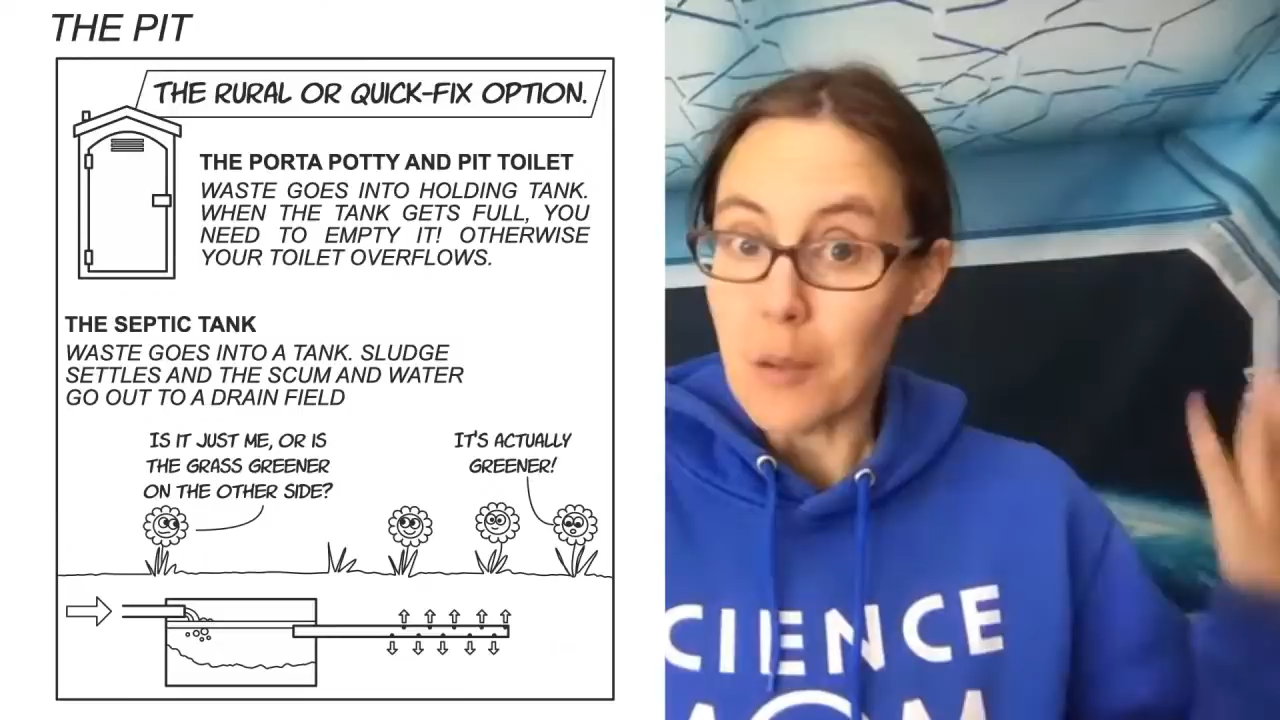 THE PIT
THE RURAL OR QUICK-FIX OPTION.
THE PORTA POTTY AND PIT TOILET
WASTE GOES INTO HOLDING TANK.
WHEN THE TANK GETS FULL, YOU
NEED TO EMPTY IT! OTHERWISE
YOUR TOILET OVERFLOWS.
THE SEPTIC TANK
WASTE GOES INTO A TANK. SLUDGE
SETTLES AND THE SCUM AND WATER
GO OUT TO A DRAIN FIELD
IS IT JUST ME, OR IS
THE GRASS GREENER
ON THE OTHER SIDE?
IT'S ACTUALLY
GREENER!
CIENCE
MOM